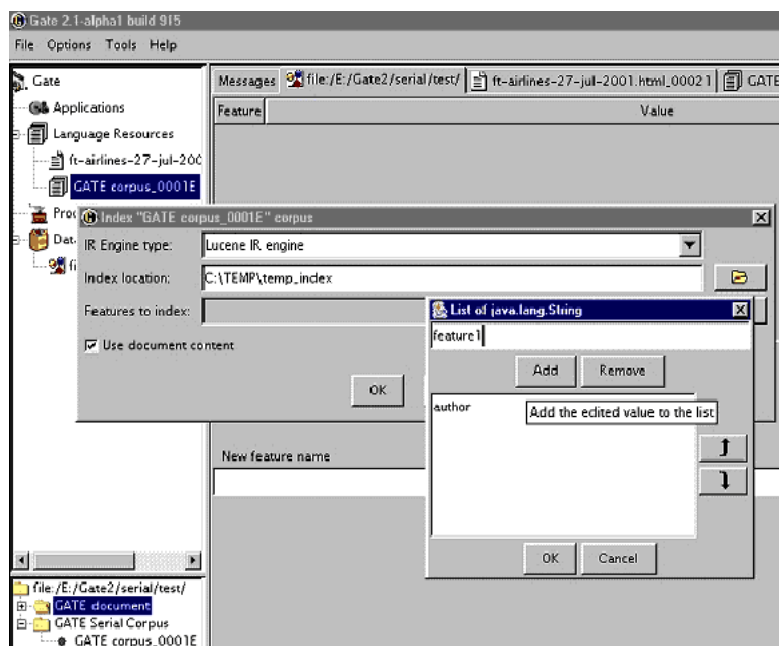 Gate 2.1-alpha1 build 915
File Options Tools Help
Gate
Applications
Language Resources
ft-airlines-27-jul-200
GATE corpus_0001E
Messages file:/E:/Gate2/serial/test/ ft-airlines-27-jul-2001.html_00021 GATE
Feature Value
Index "GATE corpus_0001E" corpus
IR Engine type: Lucene IR engine
Index location: C:\TEMP\temp_index
Features to index:
Use document content
OK
List of java.lang.String
feature1
Add Remove
author
Add the edited value to the list
OK Cancel
New feature name
file:/E:/Gate2/serial/test/
GATE document
GATE Serial Corpus
GATE corpus_0001E